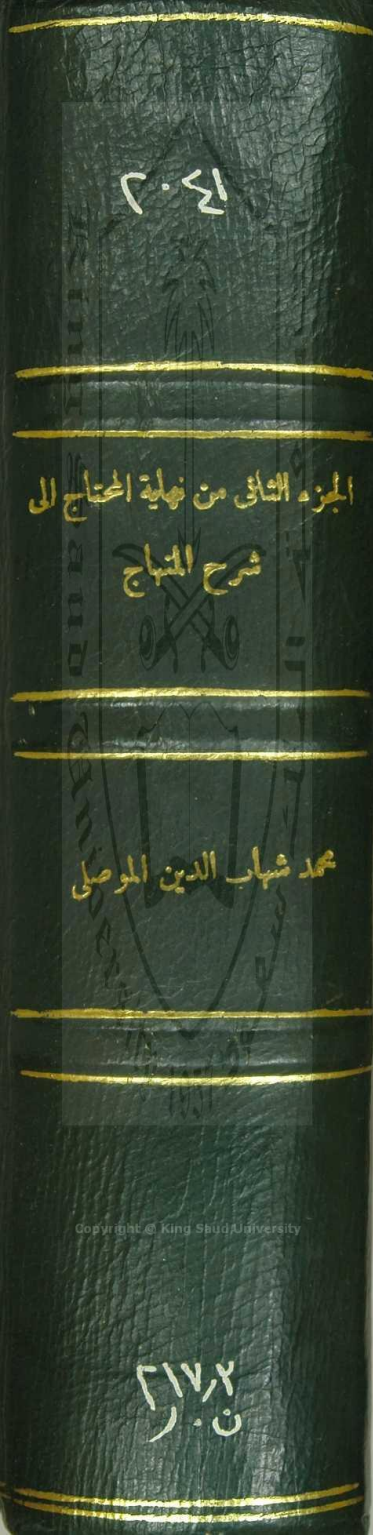 ١٤٠٢
الجزء الثانى من نهاية المحتاج الى
شرح المنهاج
محمد شهاب الدين الموصلى
Copyright © King Saud University
٢١٧٫٢
ن . ر